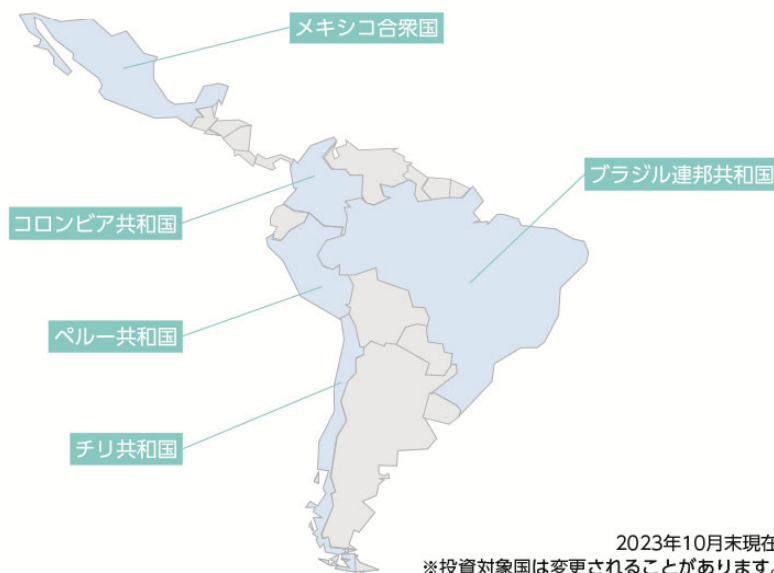 メキシコ合衆国
ブラジル連邦共和国
コロンビア共和国
ペルー共和国
チリ共和国
2023年10月末現在
※投資対象国は変更されることがあります。